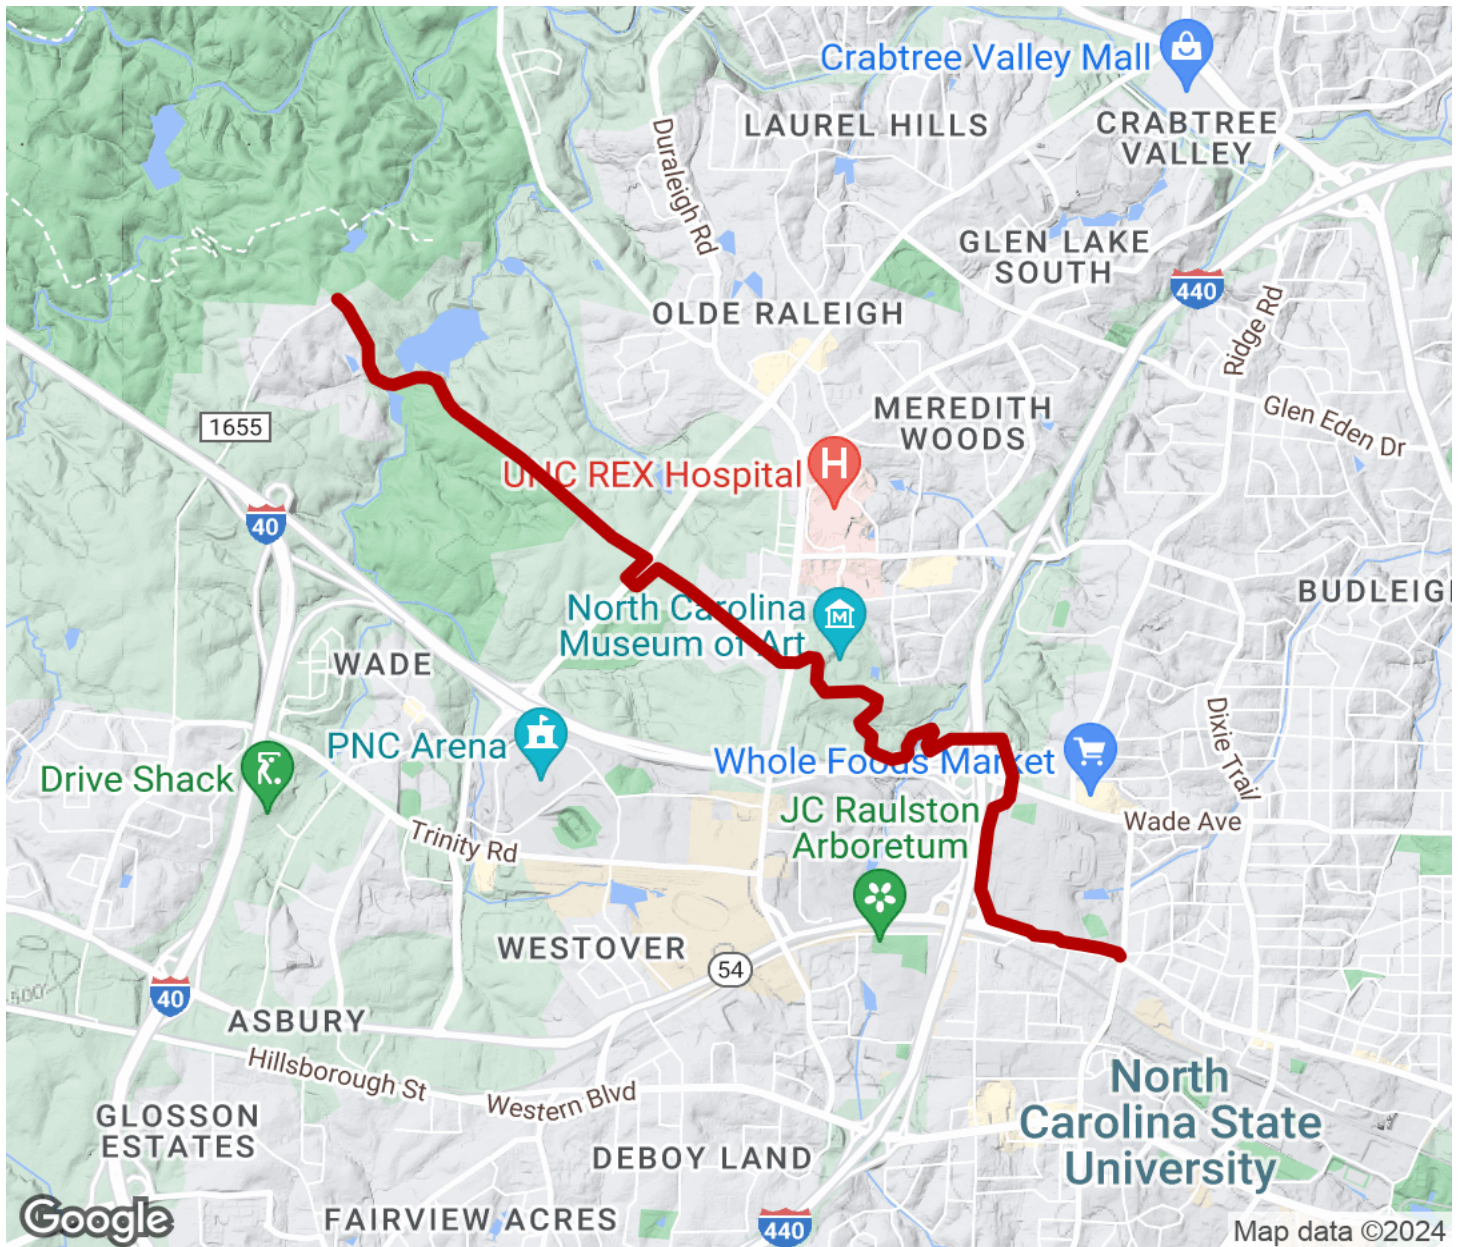 Crabtree Valley Mall
LAUREL HILLS
CRABTREE
VALLEY
Duraleigh Rd
GLEN LAKE
SOUTH
440
Ridge Rd
OLDE RALEIGH
MEREDITH
WOODS
Glen Eden Dr
1655
UNC REX Hospital
H
40
BUDLEIG
North Carolina
Museum of Art
M
WADE
PNC Arena
Drive Shack
Whole Foods Market
Dixie Trail
JC Raulston
Arboretum
Wade Ave
Trinity Rd
WESTOVER
54
500
40
ASBURY
Hillsborough St
Western Blvd
North
Carolina State
University
GLOSSON
ESTATES
DEBOY LAND
FAIRVIEW ACRES
440
Google
Map data ©2024